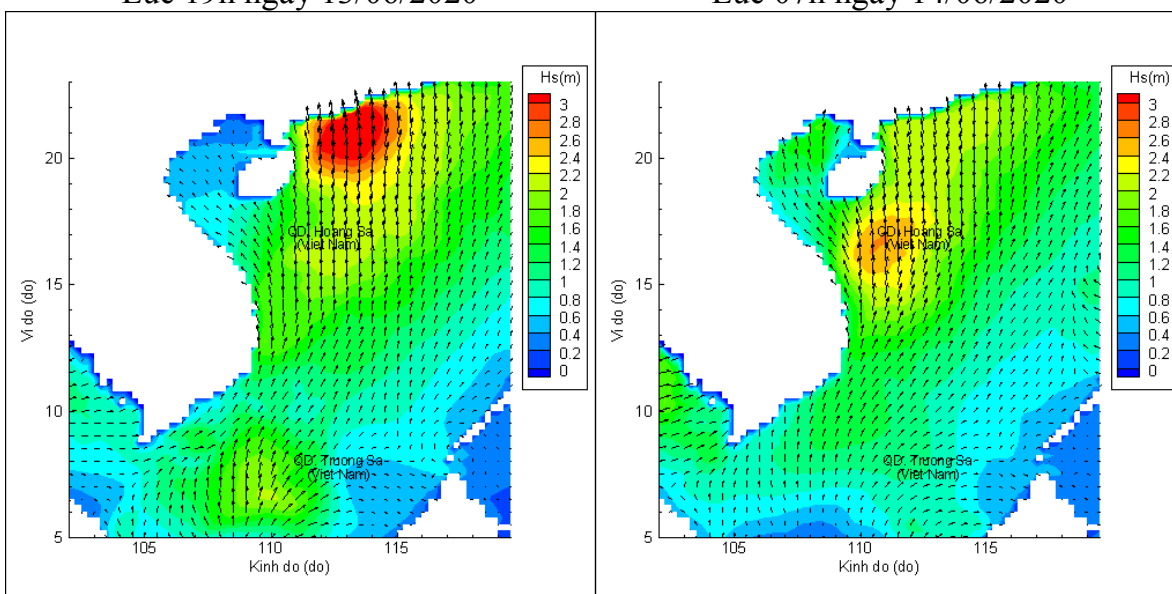 Lúc 19h ngày 13/06/2020
Lúc 07h ngày 14/06/2020
20
15
10
5
Vi do (do)
105
110
115
Kinh do (do)
QD. Hoang Sa
(Viet Nam)
QD. Truong Sa
(Viet Nam)
Hs(m)
3
2.8
2.6
2.4
2.2
2
1.8
1.6
1.4
1.2
1
0.8
0.6
0.4
0.2
0
20
15
10
5
Vi do (do)
105
110
115
Kinh do (do)
QD. Hoang Sa
(Viet Nam)
QD. Truong Sa
(Viet Nam)
Hs(m)
3
2.8
2.6
2.4
2.2
2
1.8
1.6
1.4
1.2
1
0.8
0.6
0.4
0.2
0